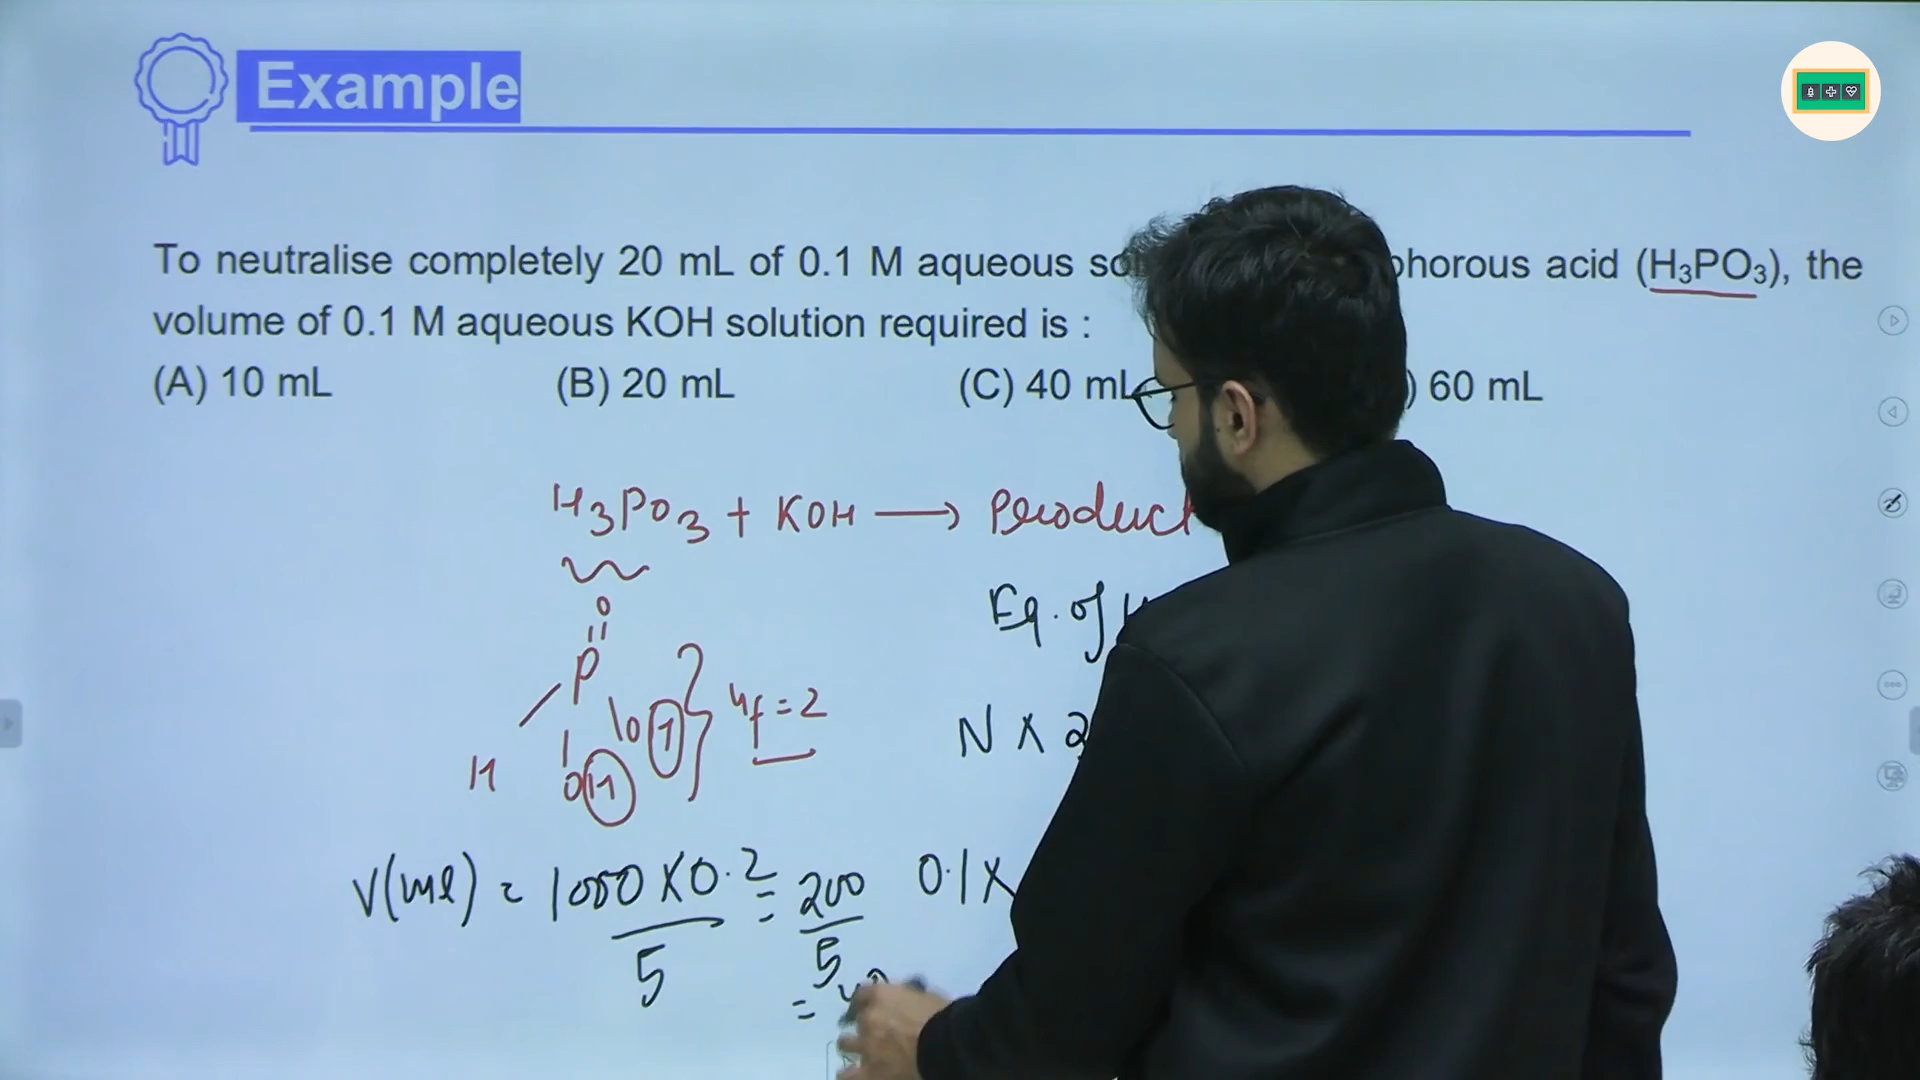 Example
To neutralise completely 20 mL of 0.1 M aqueous phorous acid (H₃PO₃), the
volume of 0.1 M aqueous KOH solution required is :
(A) 10 mL (B) 20 mL (C) 40 mL ) 60 mL
H₃PO₃ + KOH ⟶ Product
O
P
H OH OH } nf = 2
Eq. of
N X 2
V(ml) = 1000 X 0.2 / 5 = 200 / 5
0.1 X
=